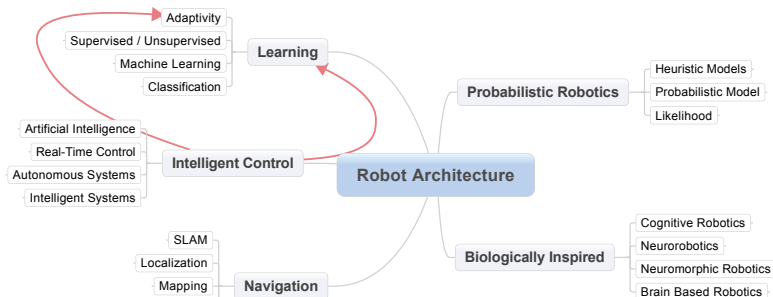 Adaptivity
Supervised / Unsupervised
Machine Learning
Classification
Learning
Artificial Intelligence
Real-Time Control
Autonomous Systems
Intelligent Systems
Intelligent Control
SLAM
Localization
Mapping
Navigation
Robot Architecture
Probabilistic Robotics
Heuristic Models
Probabilistic Model
Likelihood
Biologically Inspired
Cognitive Robotics
Neurorobotics
Neuromorphic Robotics
Brain Based Robotics